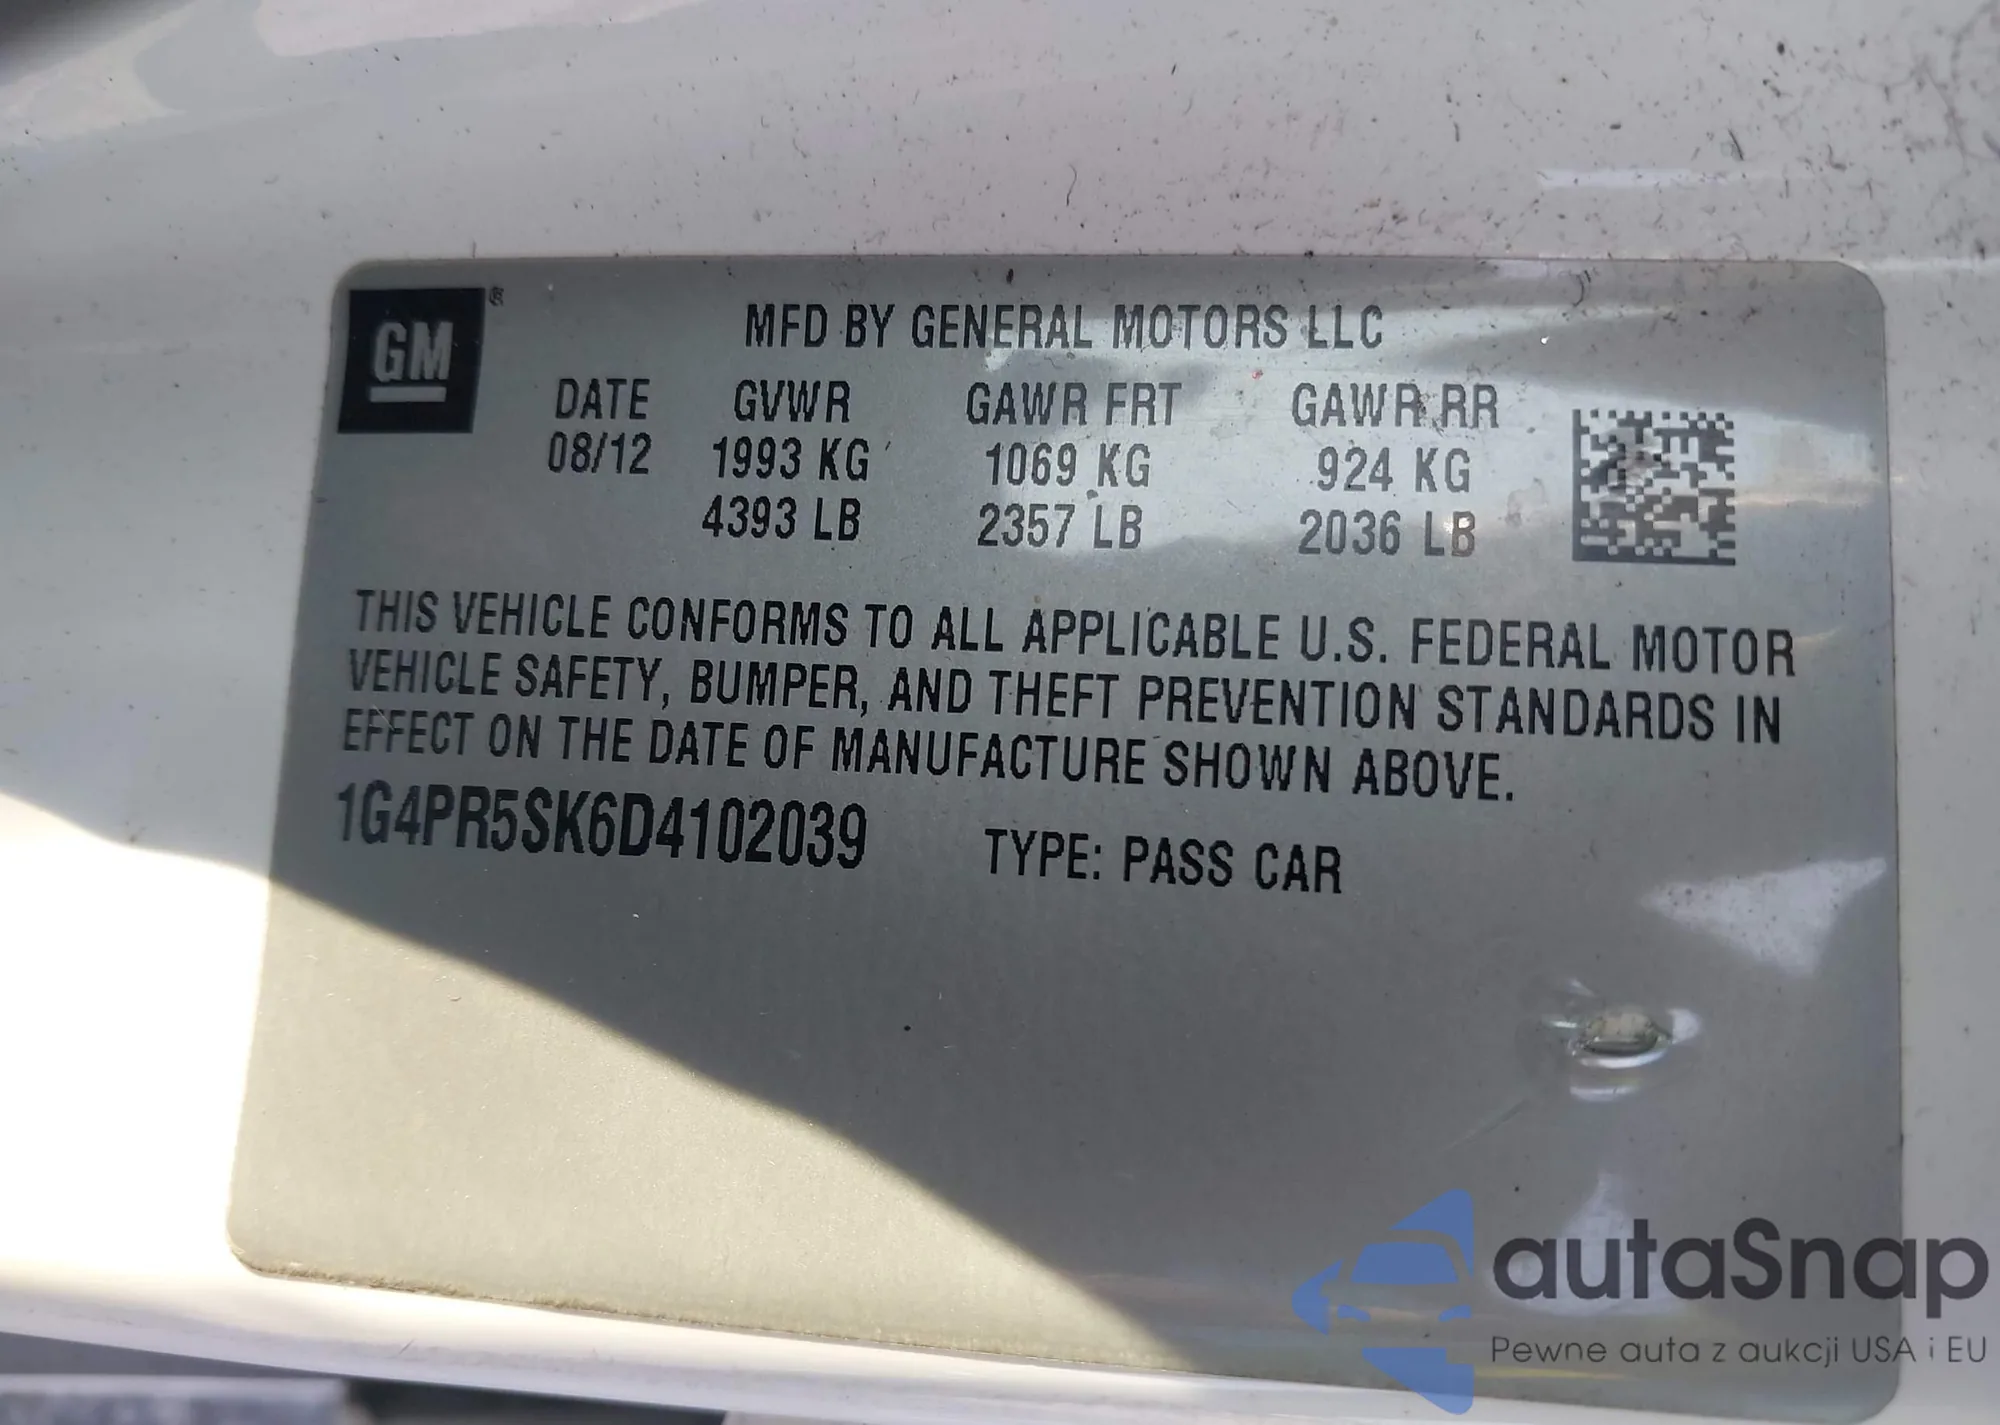 GM
MFD BY GENERAL MOTORS LLC
DATE GVWR GAWR FRT GAWR RR
08/12 1993 KG 1069 KG 924 KG
4393 LB 2357 LB 2036 LB
THIS VEHICLE CONFORMS TO ALL APPLICABLE U.S. FEDERAL MOTOR
VEHICLE SAFETY, BUMPER, AND THEFT PREVENTION STANDARDS IN
EFFECT ON THE DATE OF MANUFACTURE SHOWN ABOVE.
1G4PR5SK6D4102039 TYPE: PASS CAR
autaSnap
Pewne auta z aukcji USA i EU